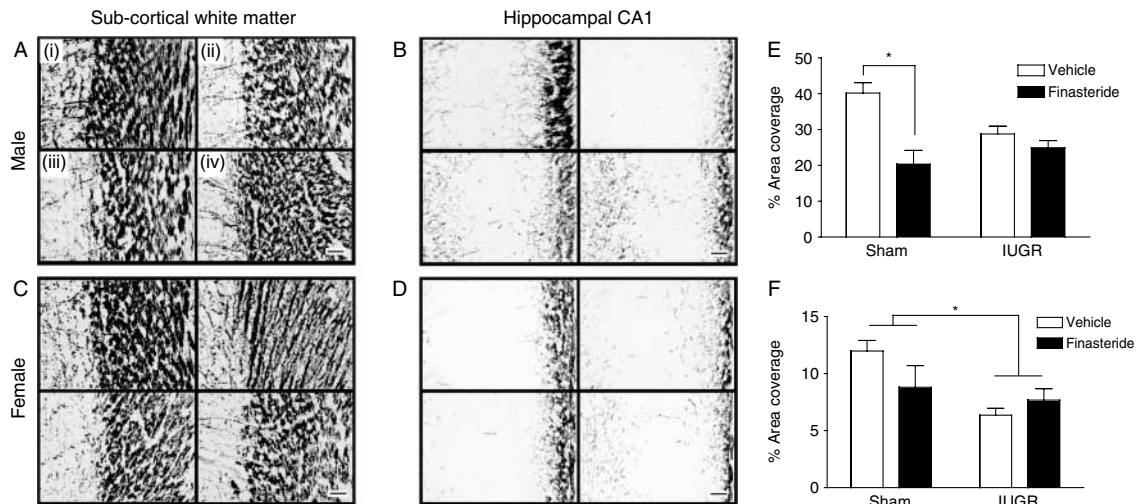 Sub-cortical white matter
Hippocampal CA1
A
(i)
(ii)
(iii)
(iv)
Male
B
C
Female
D
E
*
Vehicle
Finasteride
% Area coverage
50
40
30
20
10
0
Sham
IUGR
F
*
Vehicle
Finasteride
% Area coverage
15
10
5
0
Sham
IUGR